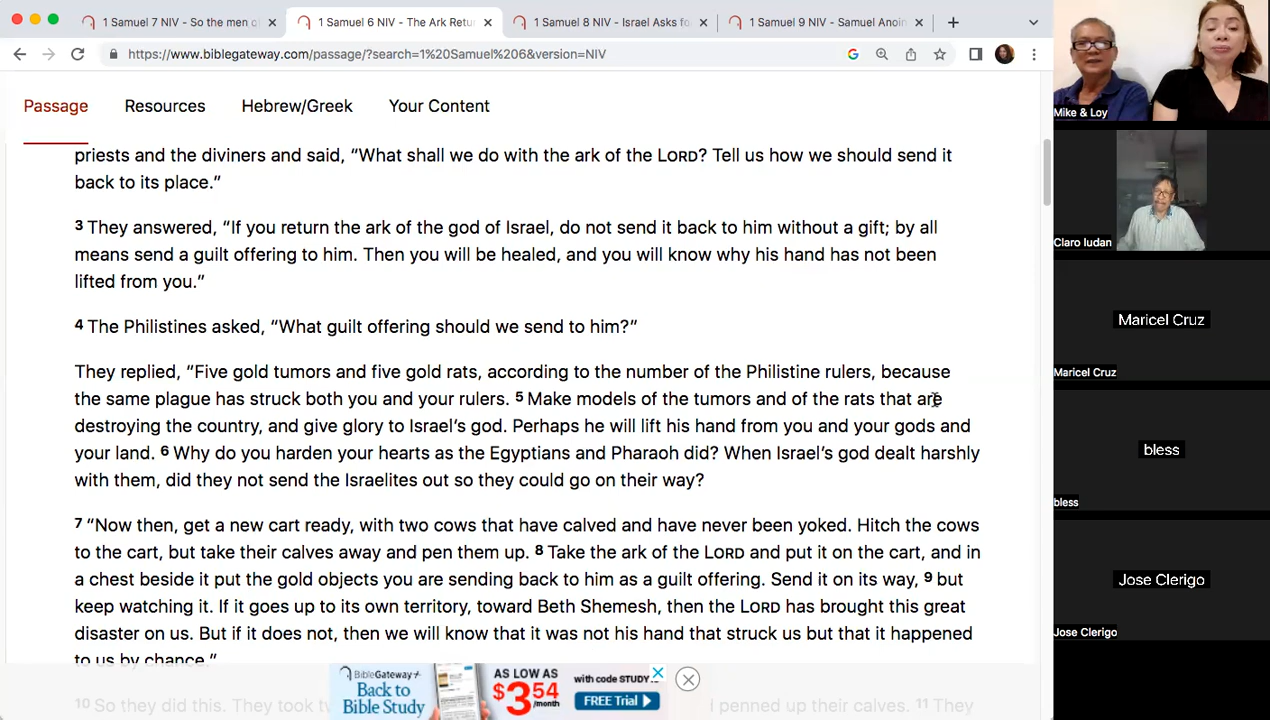 1 Samuel 7 NIV - So the men o
1 Samuel 6 NIV - The Ark Retu
1 Samuel 8 NIV - Israel Asks fo
1 Samuel 9 NIV - Samuel Anoin
https://www.biblegateway.com/passage/?search=1%20Samuel%206&version=NIV
Passage
Resources
Hebrew/Greek
Your Content
priests and the diviners and said, “What shall we do with the ark of the LORD? Tell us how we should send it
back to its place.”
3 They answered, “If you return the ark of the god of Israel, do not send it back to him without a gift; by all
means send a guilt offering to him. Then you will be healed, and you will know why his hand has not been
lifted from you.”
4 The Philistines asked, “What guilt offering should we send to him?”
They replied, “Five gold tumors and five gold rats, according to the number of the Philistine rulers, because
the same plague has struck both you and your rulers. 5 Make models of the tumors and of the rats that are
destroying the country, and give glory to Israel’s god. Perhaps he will lift his hand from you and your gods and
your land. 6 Why do you harden your hearts as the Egyptians and Pharaoh did? When Israel’s god dealt harshly
with them, did they not send the Israelites out so they could go on their way?
7 “Now then, get a new cart ready, with two cows that have calved and have never been yoked. Hitch the cows
to the cart, but take their calves away and pen them up. 8 Take the ark of the LORD and put it on the cart, and in
a chest beside it put the gold objects you are sending back to him as a guilt offering. Send it on its way, 9 but
keep watching it. If it goes up to its own territory, toward Beth Shemesh, then the LORD has brought this great
disaster on us. But if it does not, then we will know that it was not his hand that struck us but that it happened
to us by chance.”
10 So they did this. They took tw
penned up their calves. 11 They
BibleGateway+
Back to
Bible Study
AS LOW AS
$3.54
/month
with code STUDY
FREE Trial
Mike & Loy
Claro Iudan
Maricel Cruz
Maricel Cruz
bless
bless
Jose Clerigo
Jose Clerigo